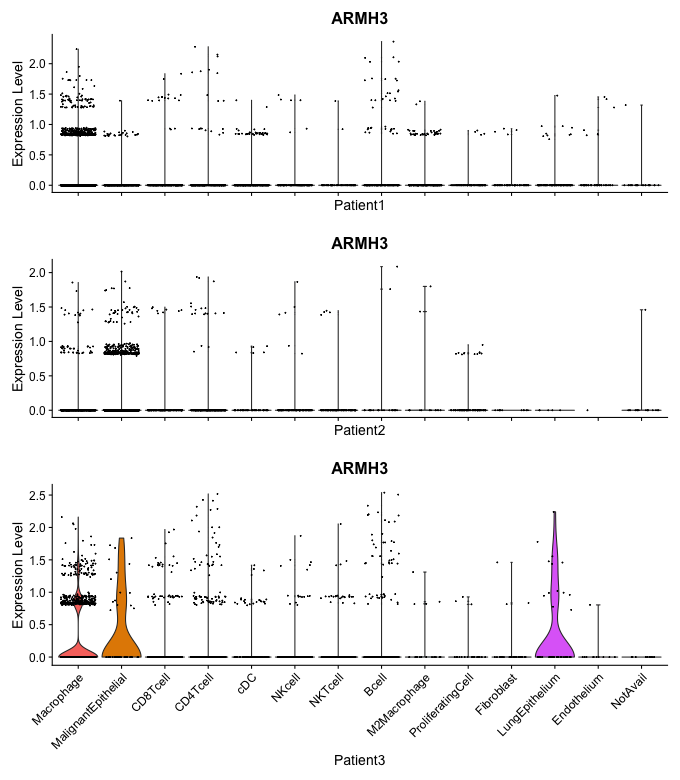 ARMH3
Expression Level
2.0
1.5
1.0
0.5
0.0
Patient1
ARMH3
Expression Level
2.0
1.5
1.0
0.5
0.0
Patient2
ARMH3
Expression Level
2.5
2.0
1.5
1.0
0.5
0.0
Macrophage
MalignantEpithelial
CD8Tcell
CD4Tcell
cDC
NKcell
NKTcell
Bcell
M2Macrophage
ProliferatingCell
Fibroblast
LungEpithelium
Endothelium
NotAvail
Patient3